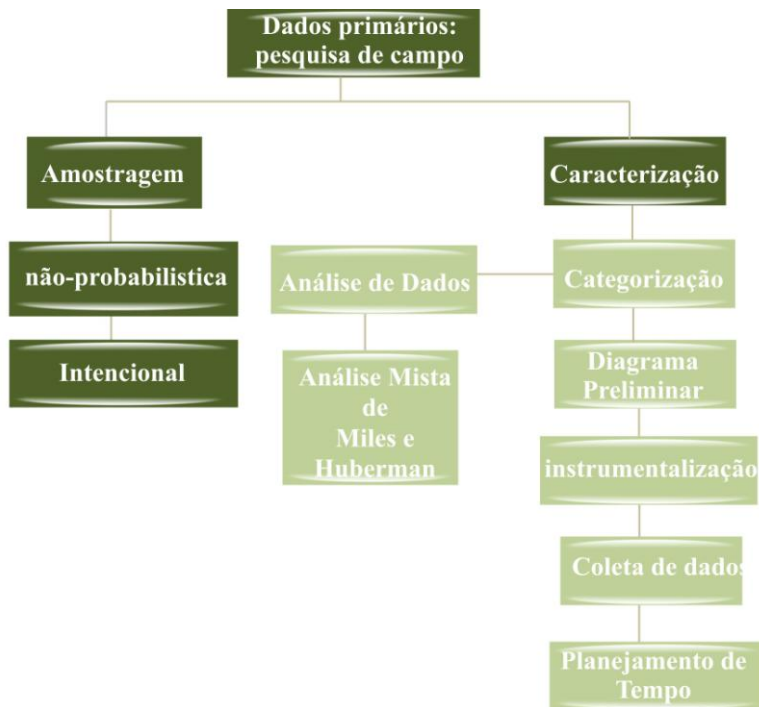 Dados primários:
pesquisa de campo
Amostragem
Caracterização
não-probabilistica
Análise de Dados
Categorização
Intencional
Análise Mista
de
Miles e
Huberman
Diagrama
Preliminar
instrumentalização
Coleta de dados
Planejamento de
Tempo